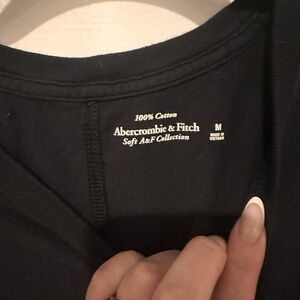 100% Cotton
Abercrombie & Fitch
Soft A&F Collection
M
MADE IN
VIETNAM